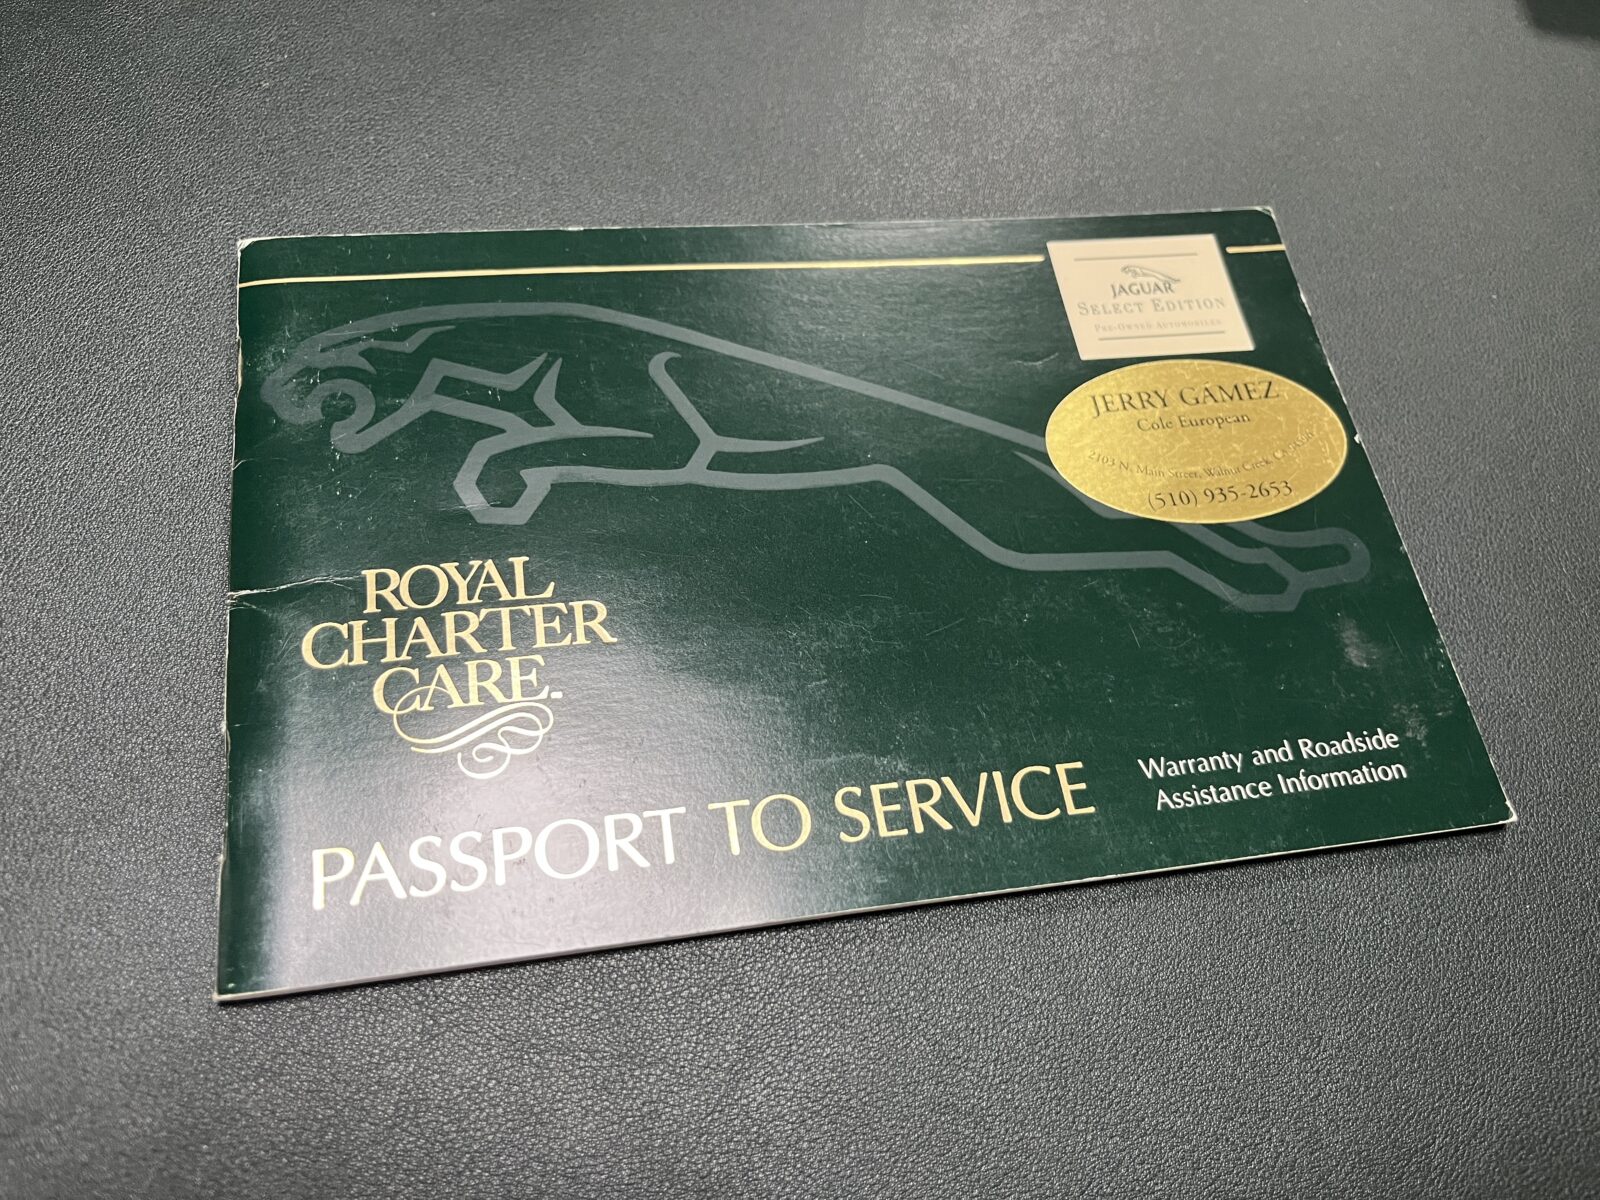 JAGUAR
SELECT EDITION
PRE-OWNED AUTOMOBILES
JERRY GAMEZ
Cole European
2103 N. Main Street, Walnut Creek, CA
(510) 935-2653
ROYAL
CHARTER
CARE
PASSPORT TO SERVICE
Warranty and Roadside
Assistance Information